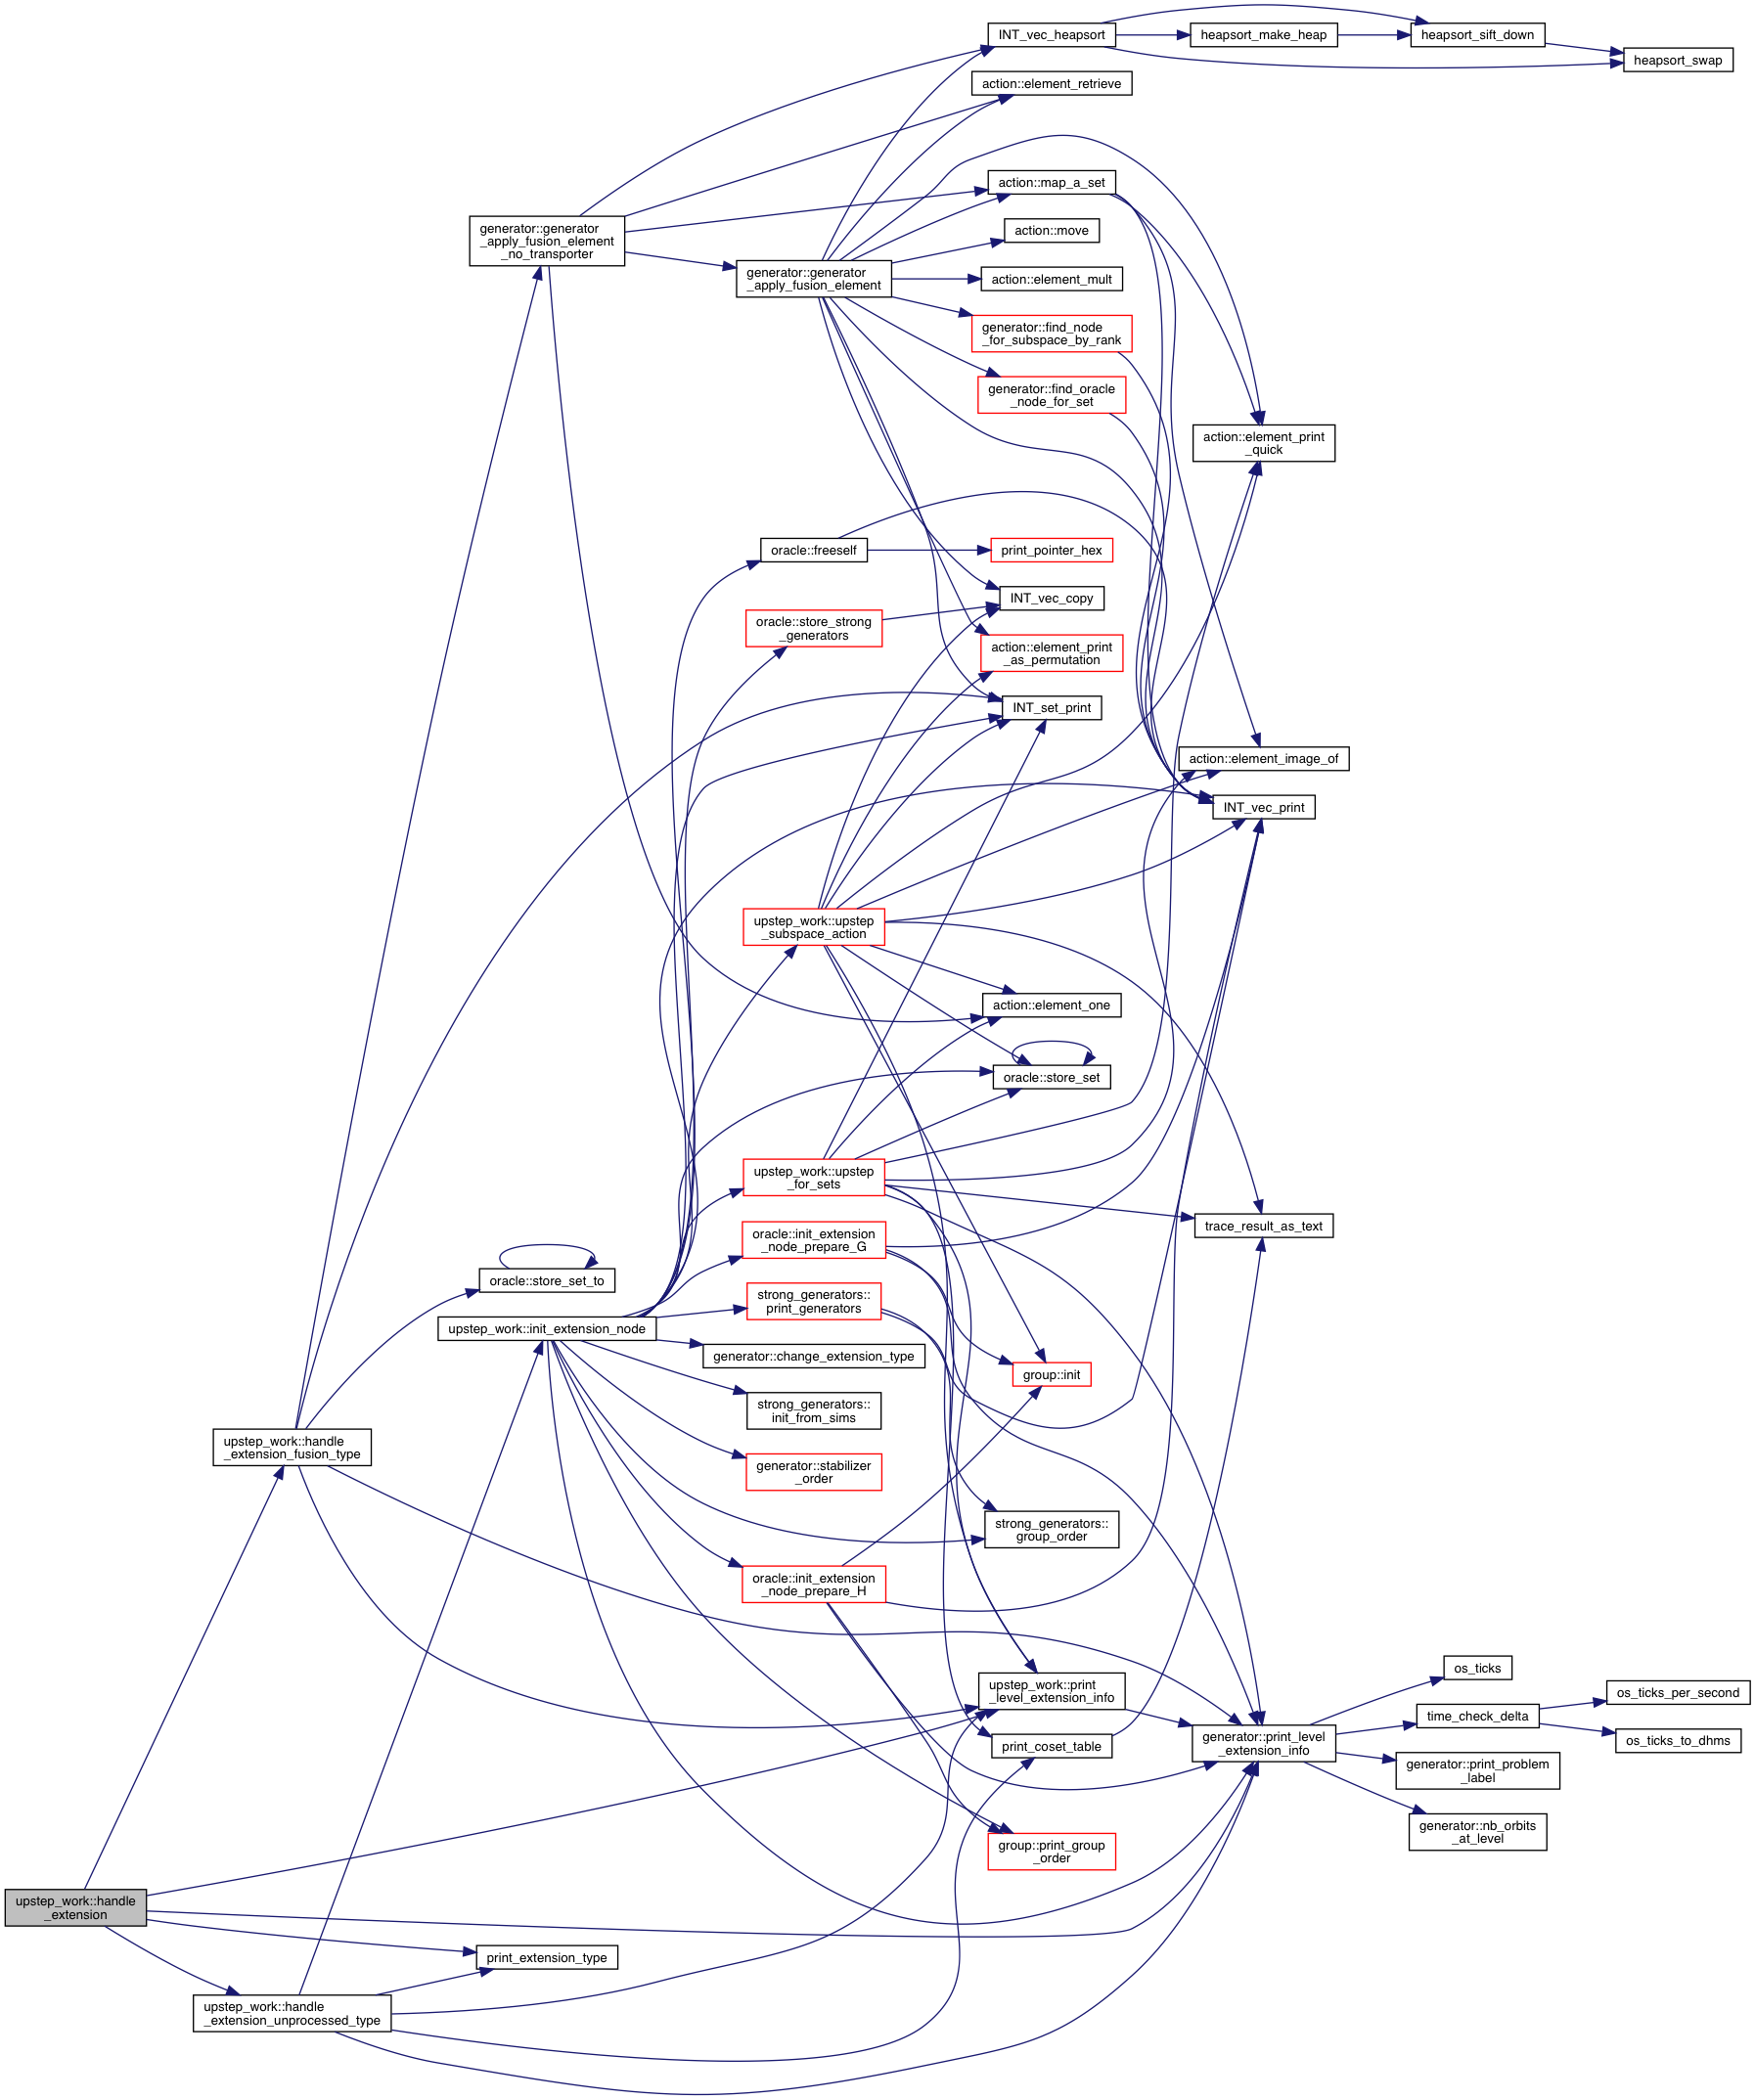 INT_vec_heapsort
heapsort_make_heap
heapsort_sift_down
heapsort_swap
action::element_retrieve
action::map_a_set
generator::generator
_apply_fusion_element
_no_transporter
action::move
generator::generator
_apply_fusion_element
action::element_mult
generator::find_node
_for_subspace_by_rank
generator::find_oracle
_node_for_set
action::element_print
_quick
oracle::freeself
print_pointer_hex
INT_vec_copy
oracle::store_strong
_generators
action::element_print
_as_permutation
INT_set_print
action::element_image_of
INT_vec_print
upstep_work::upstep
_subspace_action
action::element_one
oracle::store_set
upstep_work::upstep
_for_sets
trace_result_as_text
oracle::init_extension
_node_prepare_G
oracle::store_set_to
strong_generators::
print_generators
upstep_work::init_extension_node
generator::change_extension_type
group::init
strong_generators::
init_from_sims
upstep_work::handle
_extension_fusion_type
generator::stabilizer
_order
strong_generators::
group_order
oracle::init_extension
_node_prepare_H
os_ticks
upstep_work::print
_level_extension_info
os_ticks_per_second
time_check_delta
generator::print_level
_extension_info
print_coset_table
os_ticks_to_dhms
generator::print_problem
_label
generator::nb_orbits
_at_level
group::print_group
_order
upstep_work::handle
_extension
print_extension_type
upstep_work::handle
_extension_unprocessed_type